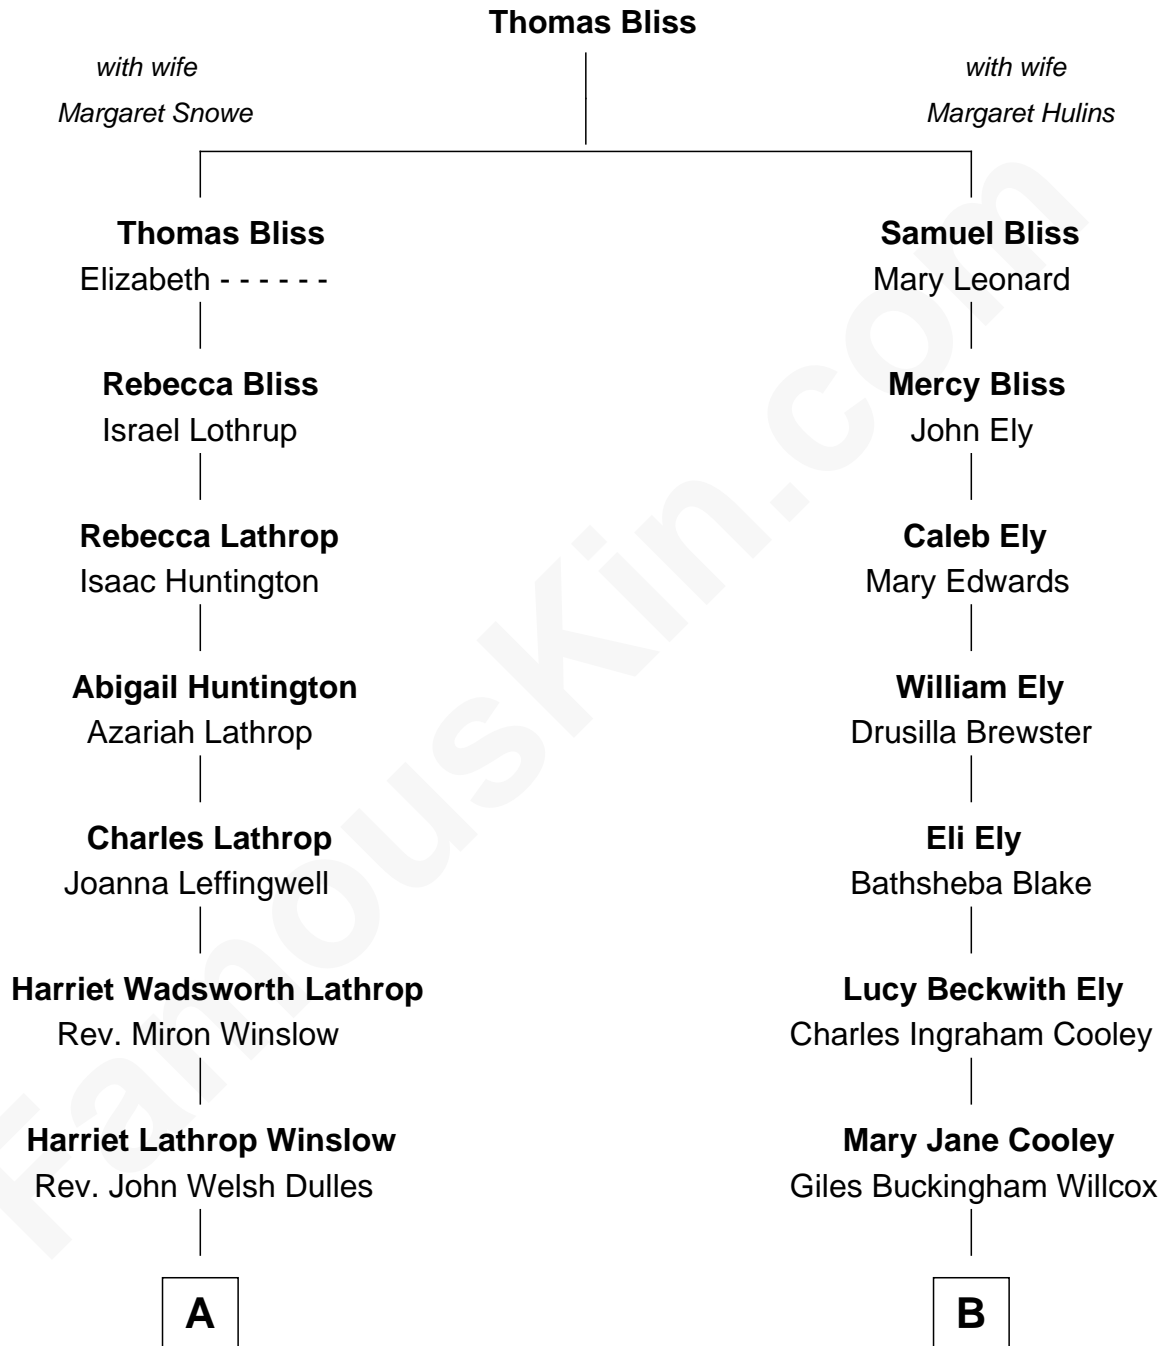 Thomas Bliss
with wife
Margaret Snowe
with wife
Margaret Hulins
Thomas Bliss
Elizabeth - - - - - -
Samuel Bliss
Mary Leonard
Rebecca Bliss
Israel Lothrup
Mercy Bliss
John Ely
Rebecca Lathrop
Isaac Huntington
Caleb Ely
Mary Edwards
Abigail Huntington
Azariah Lathrop
William Ely
Drusilla Brewster
Charles Lathrop
Joanna Leffingwell
Eli Ely
Bathsheba Blake
Harriet Wadsworth Lathrop
Rev. Miron Winslow
Lucy Beckwith Ely
Charles Ingraham Cooley
Harriet Lathrop Winslow
Rev. John Welsh Dulles
Mary Jane Cooley
Giles Buckingham Willcox
A
B
FamousKin.com